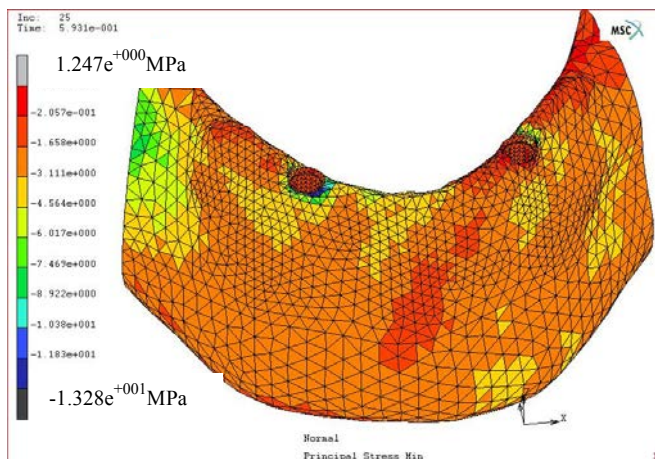 Inc: 25
Time: 5.931e-001
MSC
1.247e+000MPa
-2.057e-001
-1.658e+000
-3.111e+000
-4.564e+000
-6.017e+000
-7.469e+000
-8.922e+000
-1.038e+001
-1.183e+001
-1.328e+001MPa
X
Normal
Principal Stress Min